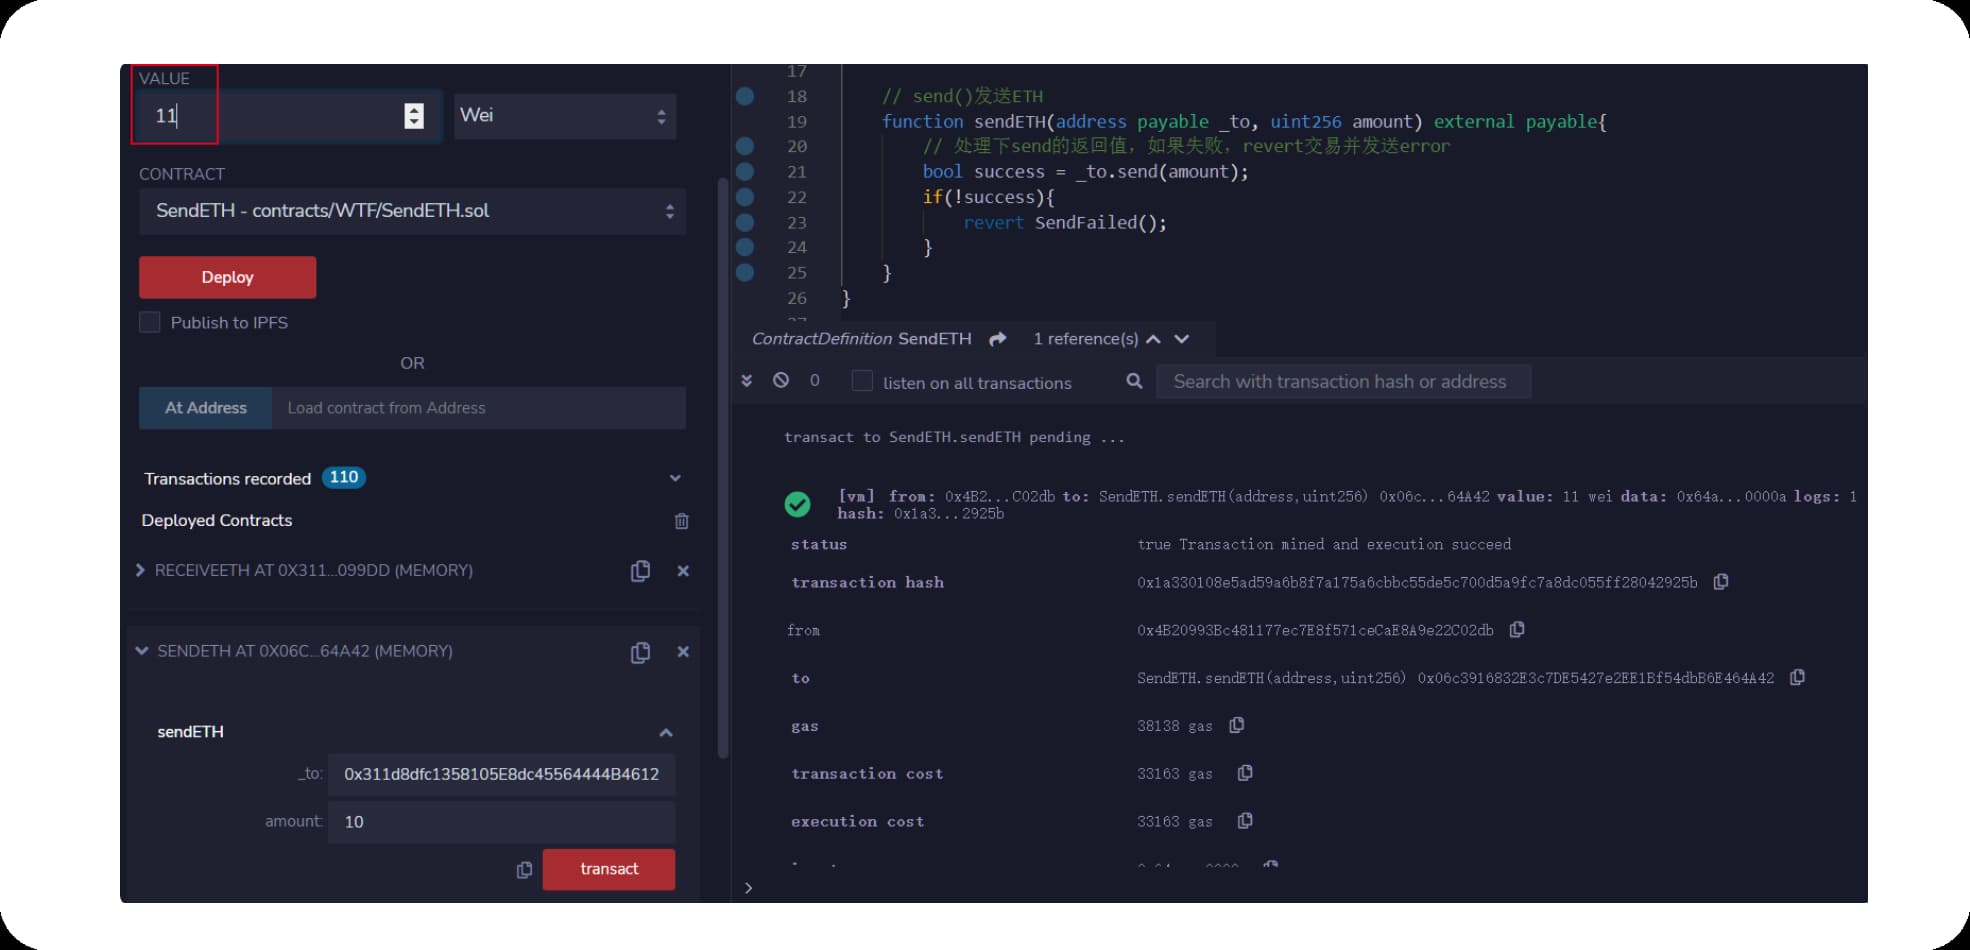 VALUE
11
Wei
CONTRACT
SendETH - contracts/WTF/SendETH.sol
Deploy
Publish to IPFS
OR
At Address
Load contract from Address
Transactions recorded 110
Deployed Contracts
RECEIVEETH AT 0X311...099DD (MEMORY)
SENDETH AT 0X06C...64A42 (MEMORY)
sendETH
_to: 0x311d8dfc1358105E8dc45564444B4612
amount: 10
transact
17
18 // send()发送ETH
19 function sendETH(address payable _to, uint256 amount) external payable{
20 // 处理下send的返回值，如果失败，revert交易并发送error
21 bool success = _to.send(amount);
22 if(!success){
23 revert SendFailed();
24 }
25 }
26 }
ContractDefinition SendETH 1 reference(s)
0 listen on all transactions Search with transaction hash or address
transact to SendETH.sendETH pending ...
[vm] from: 0x4B2...C02db to: SendETH.sendETH(address,uint256) 0x06c...64A42 value: 11 wei data: 0x64a...0000a logs: 1
hash: 0x1a3...2925b
status true Transaction mined and execution succeed
transaction hash 0x1a330108e5ad59a6b8f7a175a6cbbc55de5c700d5a9fc7a8dc055ff28042925b
from 0x4B20993Bc481177ec7E8f571ceCaE8A9e22C02db
to SendETH.sendETH(address,uint256) 0x06c3916832E3c7DE5427e2EE1Bf54dbB6E464A42
gas 38138 gas
transaction cost 33163 gas
execution cost 33163 gas